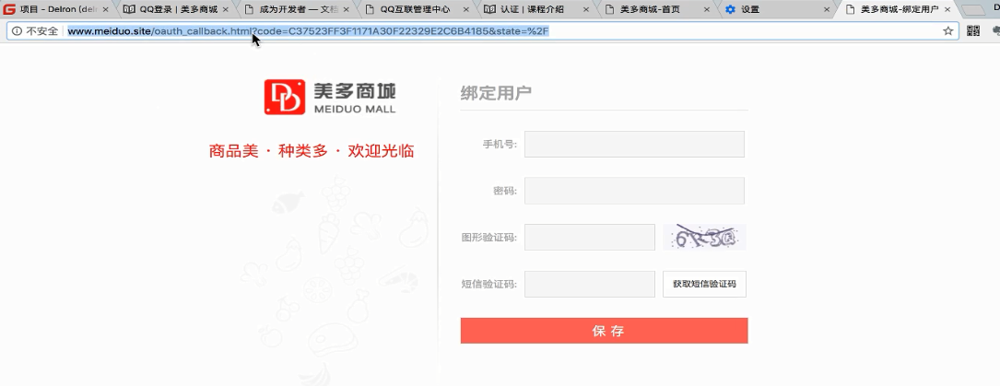 项目 - Delron (del
QQ登录 | 美多商城
成为开发者 — 文档
QQ互联管理中心
认证 | 课程介绍
美多商城-首页
设置
美多商城-绑定用户
不安全
www.meiduo.site/oauth_callback.html?code=C37523FF3F1171A30F22329E2C6B4185&state=%2F
美多商城
MEIDUO MALL
商品美 · 种类多 · 欢迎光临
绑定用户
手机号:
密码:
图形验证码:
短信验证码:
获取短信验证码
保 存